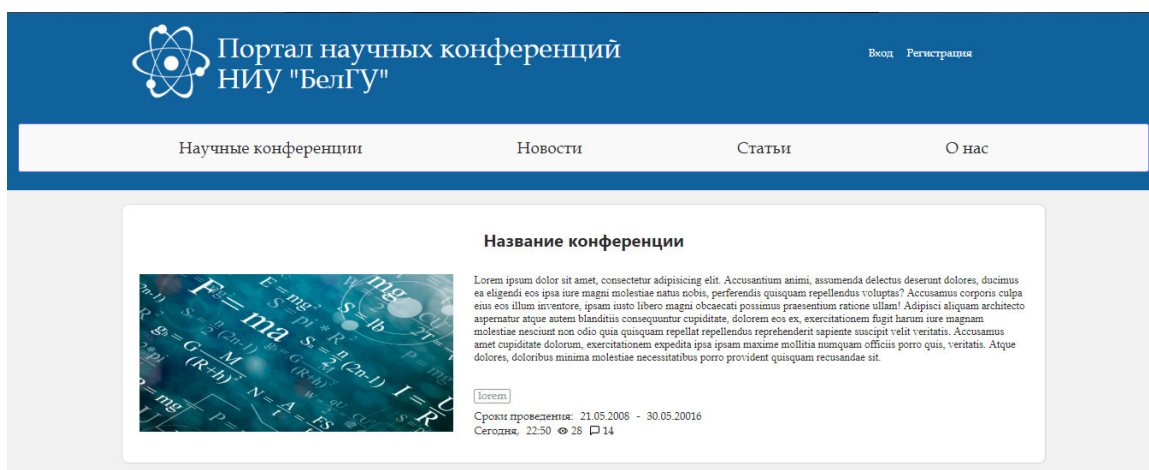 Портал научных конференций
НИУ "БелГУ"
Вход Регистрация
Научные конференции Новости Статьи О нас
Название конференции
Lorem ipsum dolor sit amet, consectetur adipisicing elit. Accusantium animi, assumenda delectus deserunt dolores, ducimus
ea eligendi eos ipsa iure magni molestiae natus nobis, perferendis quisquam repellendus voluptas? Accusamus corporis culpa
eius eos illum inventore, ipsam iusto libero magni obcaecati possimus praesentium ratione ullam! Adipisci aliquam architecto
aspernatur atque autem blanditiis consequuntur cupiditate, dolorem eos ex, exercitationem fugit harum iure magnam
molestiae nesciunt non odio quia quisquam repellat repellendus reprehenderit sapiente suscipit velit veritatis. Accusamus
amet cupiditate dolorum, exercitationem expedita ipsa ipsam maxime mollitia numquam officiis porro quis, veritatis. Atque
dolores, doloribus minima molestiae necessitatibus porro provident quisquam recusandae sit.
lorem
Сроки проведения: 21.05.2008 - 30.05.20016
Сегодня, 22:50 28 14
F = ma
E = mg